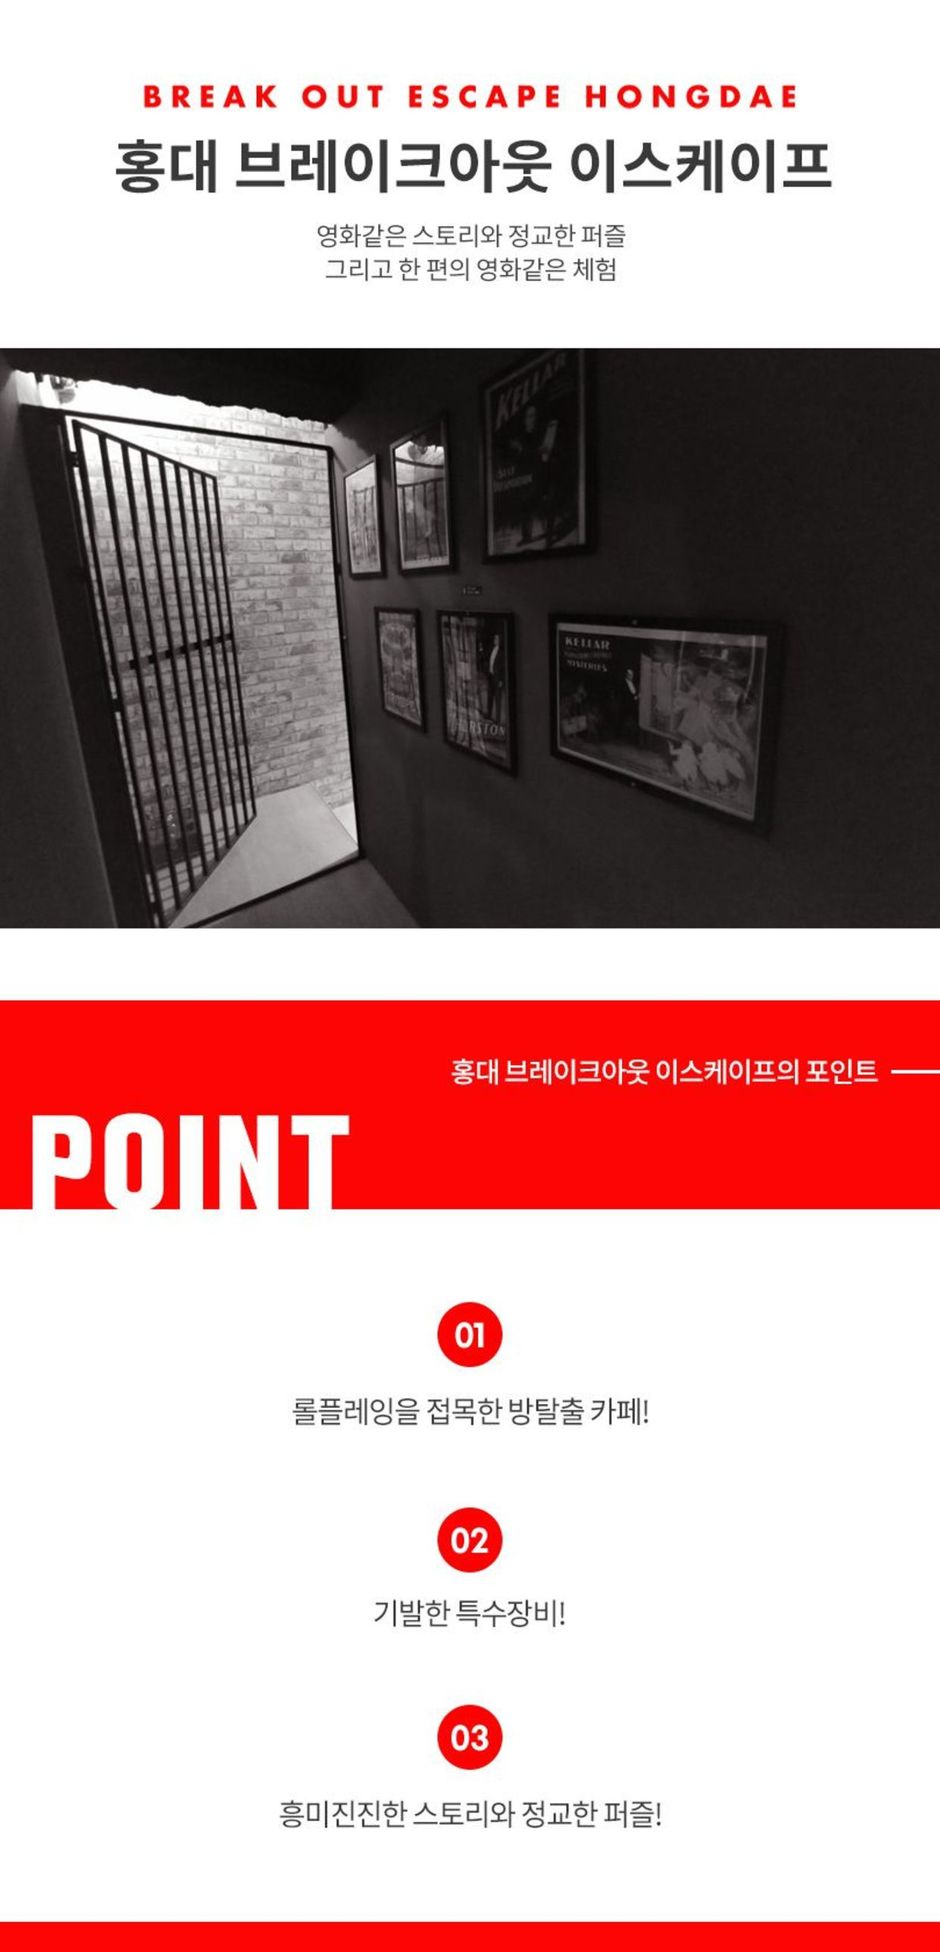 BREAK OUT ESCAPE HONGDAE
홍대 브레이크아웃 이스케이프
영화같은 스토리와 정교한 퍼즐
그리고 한 편의 영화같은 체험
KELLAR
KELLAR
MYSTERIES
홍대 브레이크아웃 이스케이프의 포인트
POINT
01
롤플레잉을 접목한 방탈출 카페!
02
기발한 특수장비!
03
흥미진진한 스토리와 정교한 퍼즐!